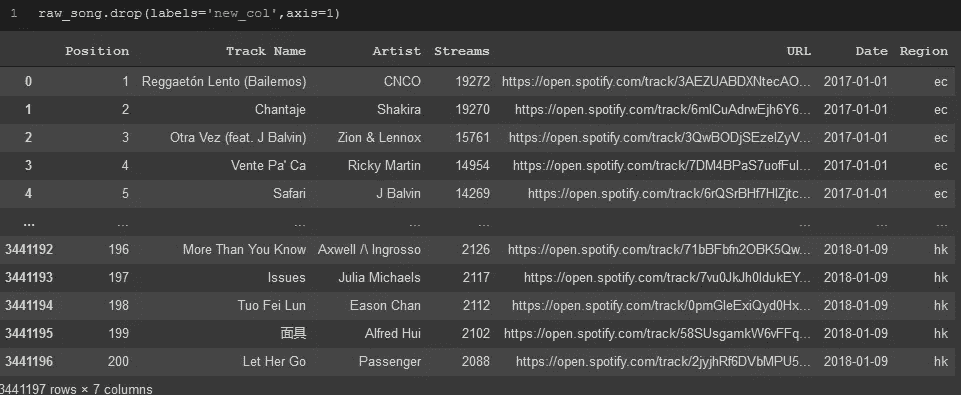 1 raw_song.drop(labels='new_col',axis=1)
Position Track Name Artist Streams URL Date Region
0 1 Reggaetón Lento (Bailemos) CNCO 19272 https://open.spotify.com/track/3AEZUABDXNtecAO... 2017-01-01 ec
1 2 Chantaje Shakira 19270 https://open.spotify.com/track/6mlCuAdrwEjh6Y6... 2017-01-01 ec
2 3 Otra Vez (feat. J Balvin) Zion & Lennox 15761 https://open.spotify.com/track/3QwBODjSEzelZyV... 2017-01-01 ec
3 4 Vente Pa' Ca Ricky Martin 14954 https://open.spotify.com/track/7DM4BPaS7uofFul... 2017-01-01 ec
4 5 Safari J Balvin 14269 https://open.spotify.com/track/6rQSrBHf7HlZjtc... 2017-01-01 ec
... ... ... ... ... ... ... ...
3441192 196 More Than You Know Axwell /\ Ingrosso 2126 https://open.spotify.com/track/71bBFbfn2OBK5Qw... 2018-01-09 hk
3441193 197 Issues Julia Michaels 2117 https://open.spotify.com/track/7vu0JkJh0ldukEY... 2018-01-09 hk
3441194 198 Tuo Fei Lun Eason Chan 2112 https://open.spotify.com/track/0pmGleExiQyd0Hx... 2018-01-09 hk
3441195 199 面具 Alfred Hui 2102 https://open.spotify.com/track/58SUsgamkW6vFFq... 2018-01-09 hk
3441196 200 Let Her Go Passenger 2088 https://open.spotify.com/track/2jyjhRf6DVbMPU5... 2018-01-09 hk
3441197 rows × 7 columns